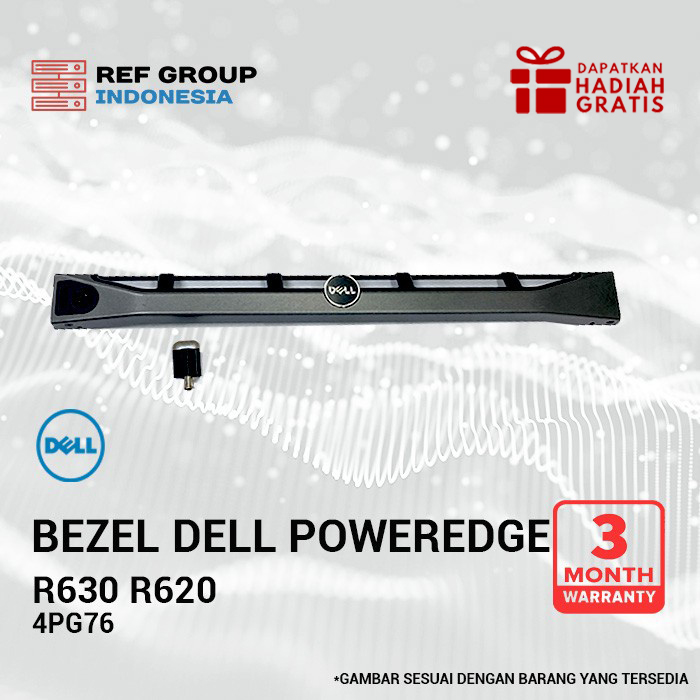 REF GROUP
INDONESIA
DAPATKAN
HADIAH
GRATIS
DELL
DELL
BEZEL DELL POWEREDGE
R630 R620
4PG76
3
MONTH
WARRANTY
*GAMBAR SESUAI DENGAN BARANG YANG TERSEDIA